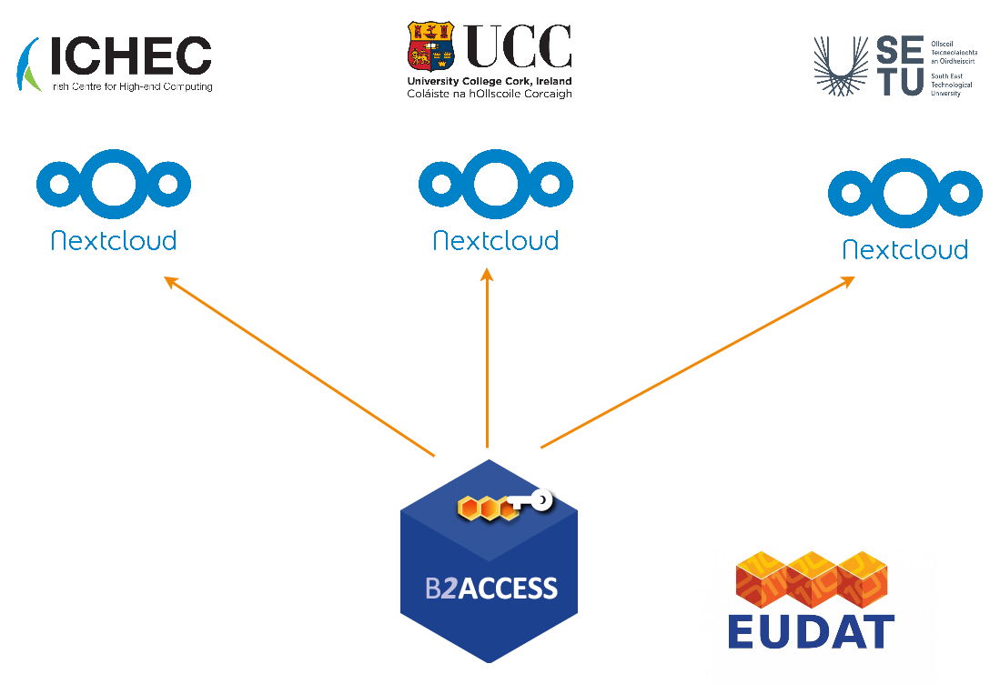 ICHEC
Irish Centre for High-end Computing
UCC
University College Cork, Ireland
Coláiste na hOllscoile Corcaigh
SE
TU
Ollscoil
Teicneolaíochta
an Oirdheiscirt
South East
Technological
University
Nextcloud
Nextcloud
Nextcloud
B2ACCESS
EUDAT